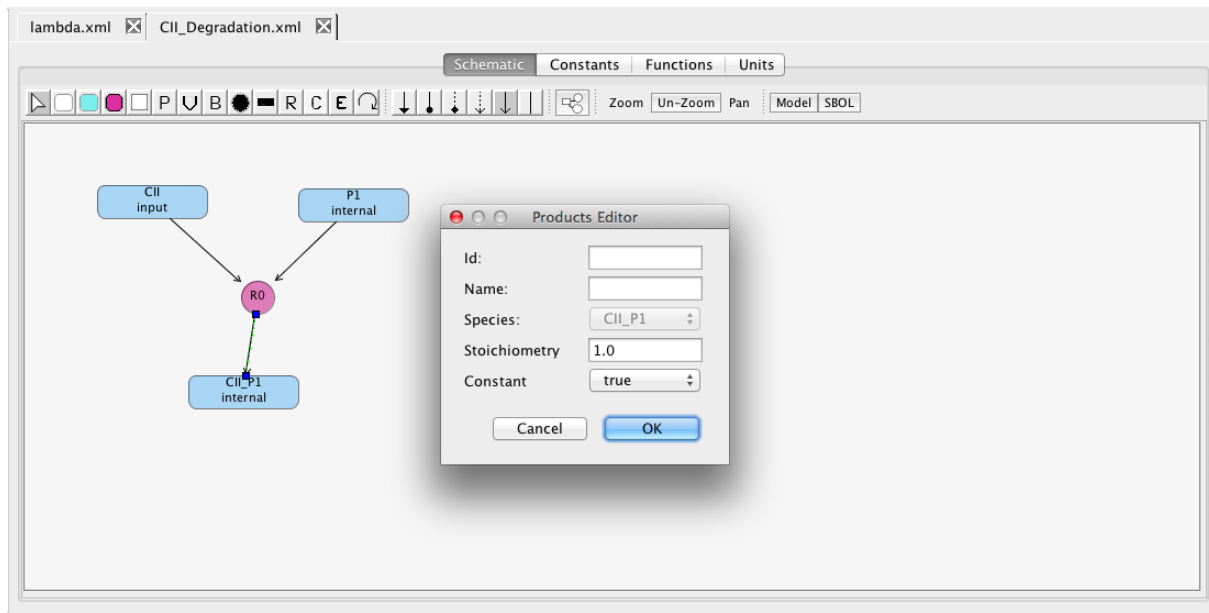 lambda.xml CII_Degradation.xml
Schematic Constants Functions Units
P V B R C E Zoom Un-Zoom Pan Model SBOL
CII
input
P1
internal
R0
CII_P1
internal
Products Editor
Id:
Name:
Species: CII_P1
Stoichiometry 1.0
Constant true
Cancel OK